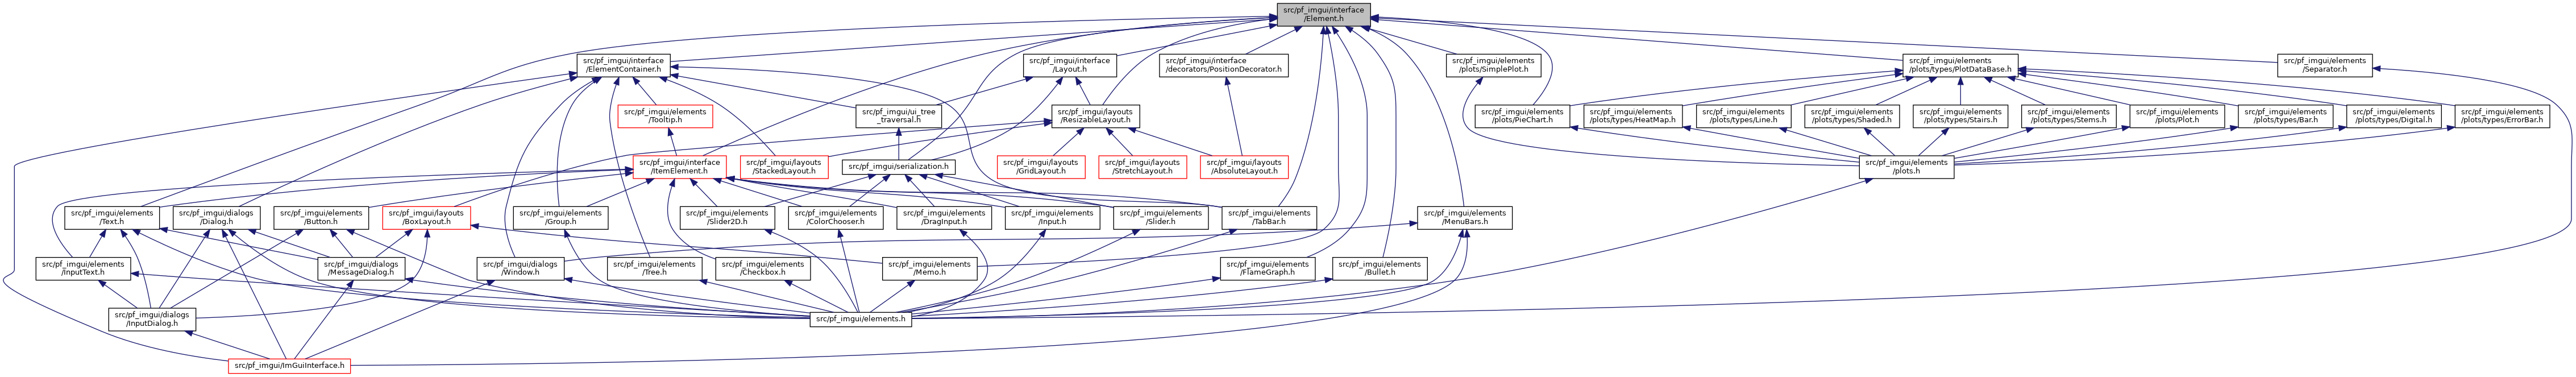 src/pf_imgui/interface
/Element.h
src/pf_imgui/interface
/ElementContainer.h
src/pf_imgui/interface
/Layout.h
src/pf_imgui/interface
/decorators/PositionDecorator.h
src/pf_imgui/elements
/plots/SimplePlot.h
src/pf_imgui/elements
/plots/types/PlotDataBase.h
src/pf_imgui/elements
/Separator.h
src/pf_imgui/elements
/Tooltip.h
src/pf_imgui/ui_tree
_traversal.h
src/pf_imgui/layouts
/ResizableLayout.h
src/pf_imgui/elements
/plots/PieChart.h
src/pf_imgui/elements
/plots/types/HeatMap.h
src/pf_imgui/elements
/plots/types/Line.h
src/pf_imgui/elements
/plots/types/Shaded.h
src/pf_imgui/elements
/plots/types/Stairs.h
src/pf_imgui/elements
/plots/types/Stems.h
src/pf_imgui/elements
/plots/Plot.h
src/pf_imgui/elements
/plots/types/Bar.h
src/pf_imgui/elements
/plots/types/Digital.h
src/pf_imgui/elements
/plots/types/ErrorBar.h
src/pf_imgui/interface
/ItemElement.h
src/pf_imgui/layouts
/StackedLayout.h
src/pf_imgui/serialization.h
src/pf_imgui/layouts
/GridLayout.h
src/pf_imgui/layouts
/StretchLayout.h
src/pf_imgui/layouts
/AbsoluteLayout.h
src/pf_imgui/elements
/plots.h
src/pf_imgui/elements
/Text.h
src/pf_imgui/dialogs
/Dialog.h
src/pf_imgui/elements
/Button.h
src/pf_imgui/layouts
/BoxLayout.h
src/pf_imgui/elements
/Group.h
src/pf_imgui/elements
/Slider2D.h
src/pf_imgui/elements
/ColorChooser.h
src/pf_imgui/elements
/DragInput.h
src/pf_imgui/elements
/Input.h
src/pf_imgui/elements
/Slider.h
src/pf_imgui/elements
/TabBar.h
src/pf_imgui/elements
/MenuBars.h
src/pf_imgui/elements
/InputText.h
src/pf_imgui/dialogs
/MessageDialog.h
src/pf_imgui/dialogs
/Window.h
src/pf_imgui/elements
/Tree.h
src/pf_imgui/elements
/Checkbox.h
src/pf_imgui/elements
/Memo.h
src/pf_imgui/elements
/FlameGraph.h
src/pf_imgui/elements
/Bullet.h
src/pf_imgui/dialogs
/InputDialog.h
src/pf_imgui/elements.h
src/pf_imgui/ImGuiInterface.h